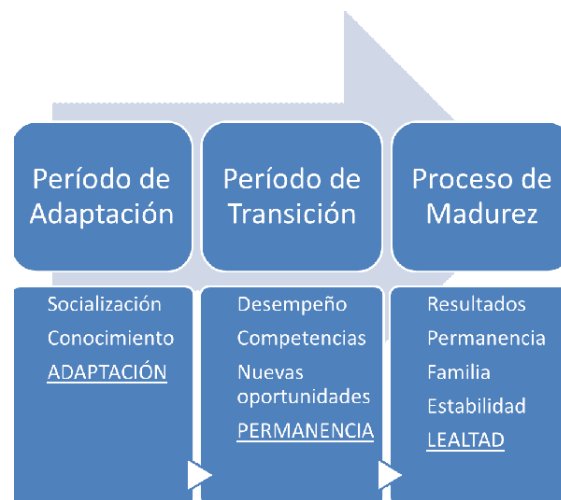 Período de
Adaptación
Período de
Transición
Proceso de
Madurez
Socialización
Conocimiento
ADAPTACIÓN
Desempeño
Competencias
Nuevas
oportunidades
PERMANENCIA
Resultados
Permanencia
Familia
Estabilidad
LEALTAD